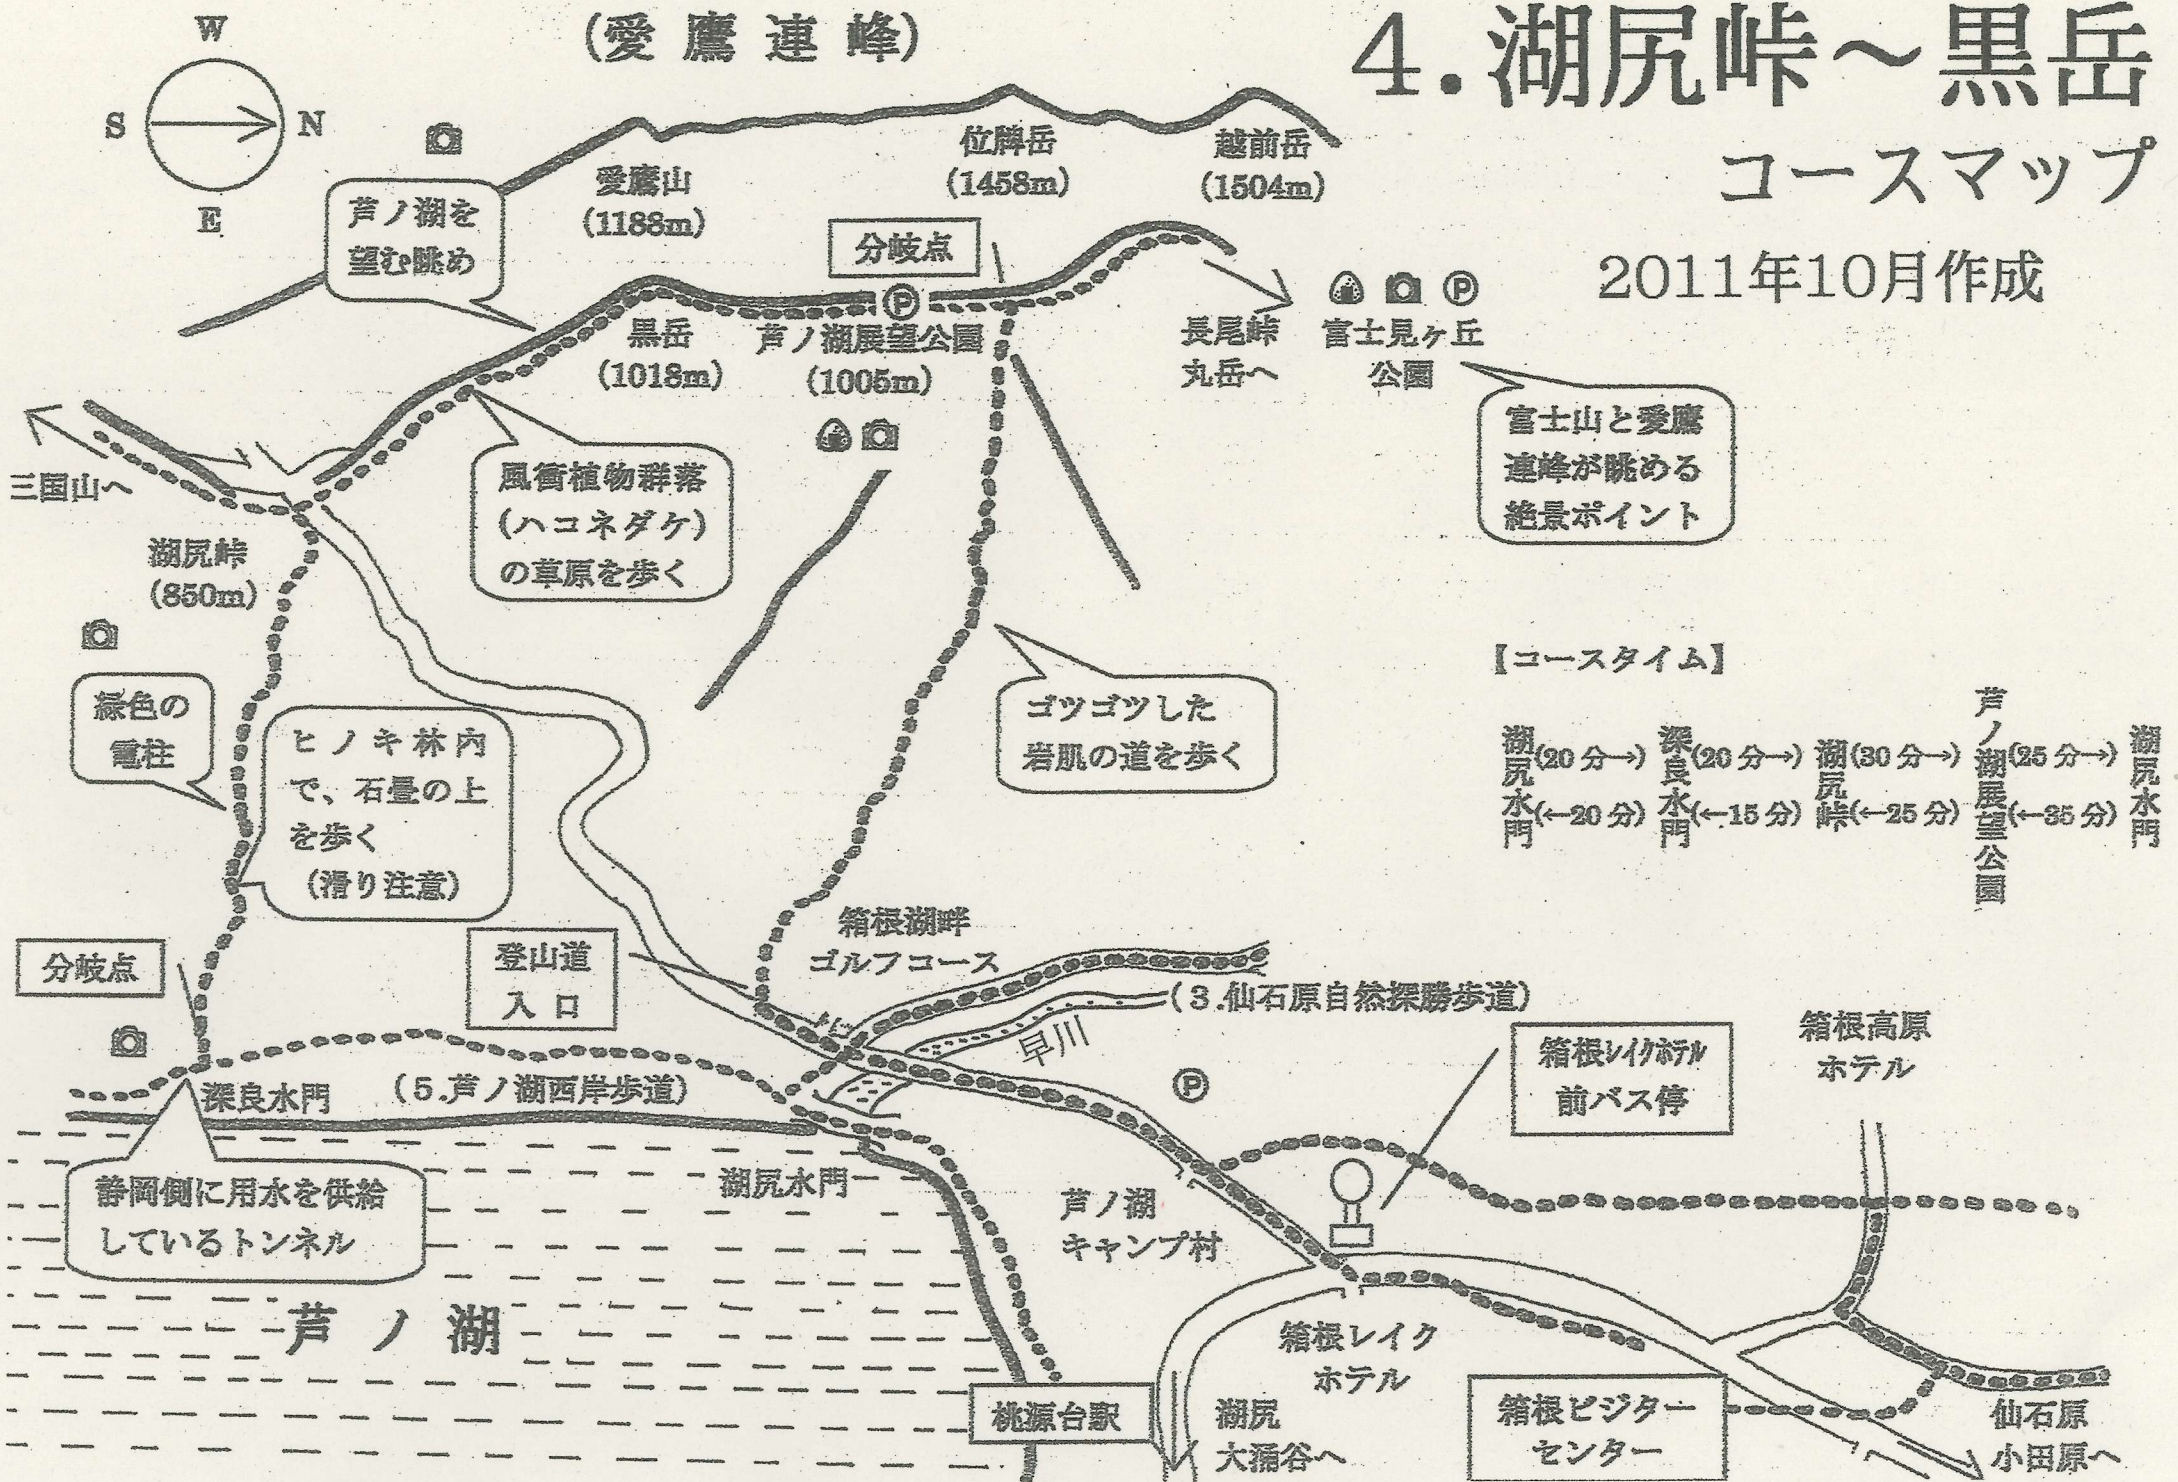 4.湖尻峠～黒岳
コースマップ
2011年10月作成
(愛鷹連峰)
W
S
N
E
愛鷹山
(1188m)
位牌岳
(1458m)
越前岳
(1504m)
芦ノ湖を
望む眺め
分岐点
P
黒岳
(1018m)
芦ノ湖展望公園
(1005m)
長尾峠
丸岳へ
P
富士見ヶ丘
公園
富士山と愛鷹
連峰が眺める
絶景ポイント
三国山へ
湖尻峠
(850m)
風衝植物群落
(ハコネダケ)
の草原を歩く
緑色の
電柱
ヒノキ林内
で、石畳の上
を歩く
(滑り注意)
ゴツゴツした
岩肌の道を歩く
【コースタイム】
湖尻水門
(20分→)
(←20分)
深良水門
(20分→)
(←15分)
湖尻峠
(30分→)
(←25分)
芦ノ湖展望公園
(25分→)
(←35分)
湖尻水門
分岐点
登山道
入口
箱根湖畔
ゴルフコース
(3.仙石原自然探勝歩道)
早川
P
箱根レイクホテル
前バス停
箱根高原
ホテル
深良水門
(5.芦ノ湖西岸歩道)
静岡側に用水を供給
しているトンネル
湖尻水門
芦ノ湖
キャンプ村
芦ノ湖
箱根レイク
ホテル
桃源台駅
湖尻
大涌谷へ
箱根ビジター
センター
仙石原
小田原へ